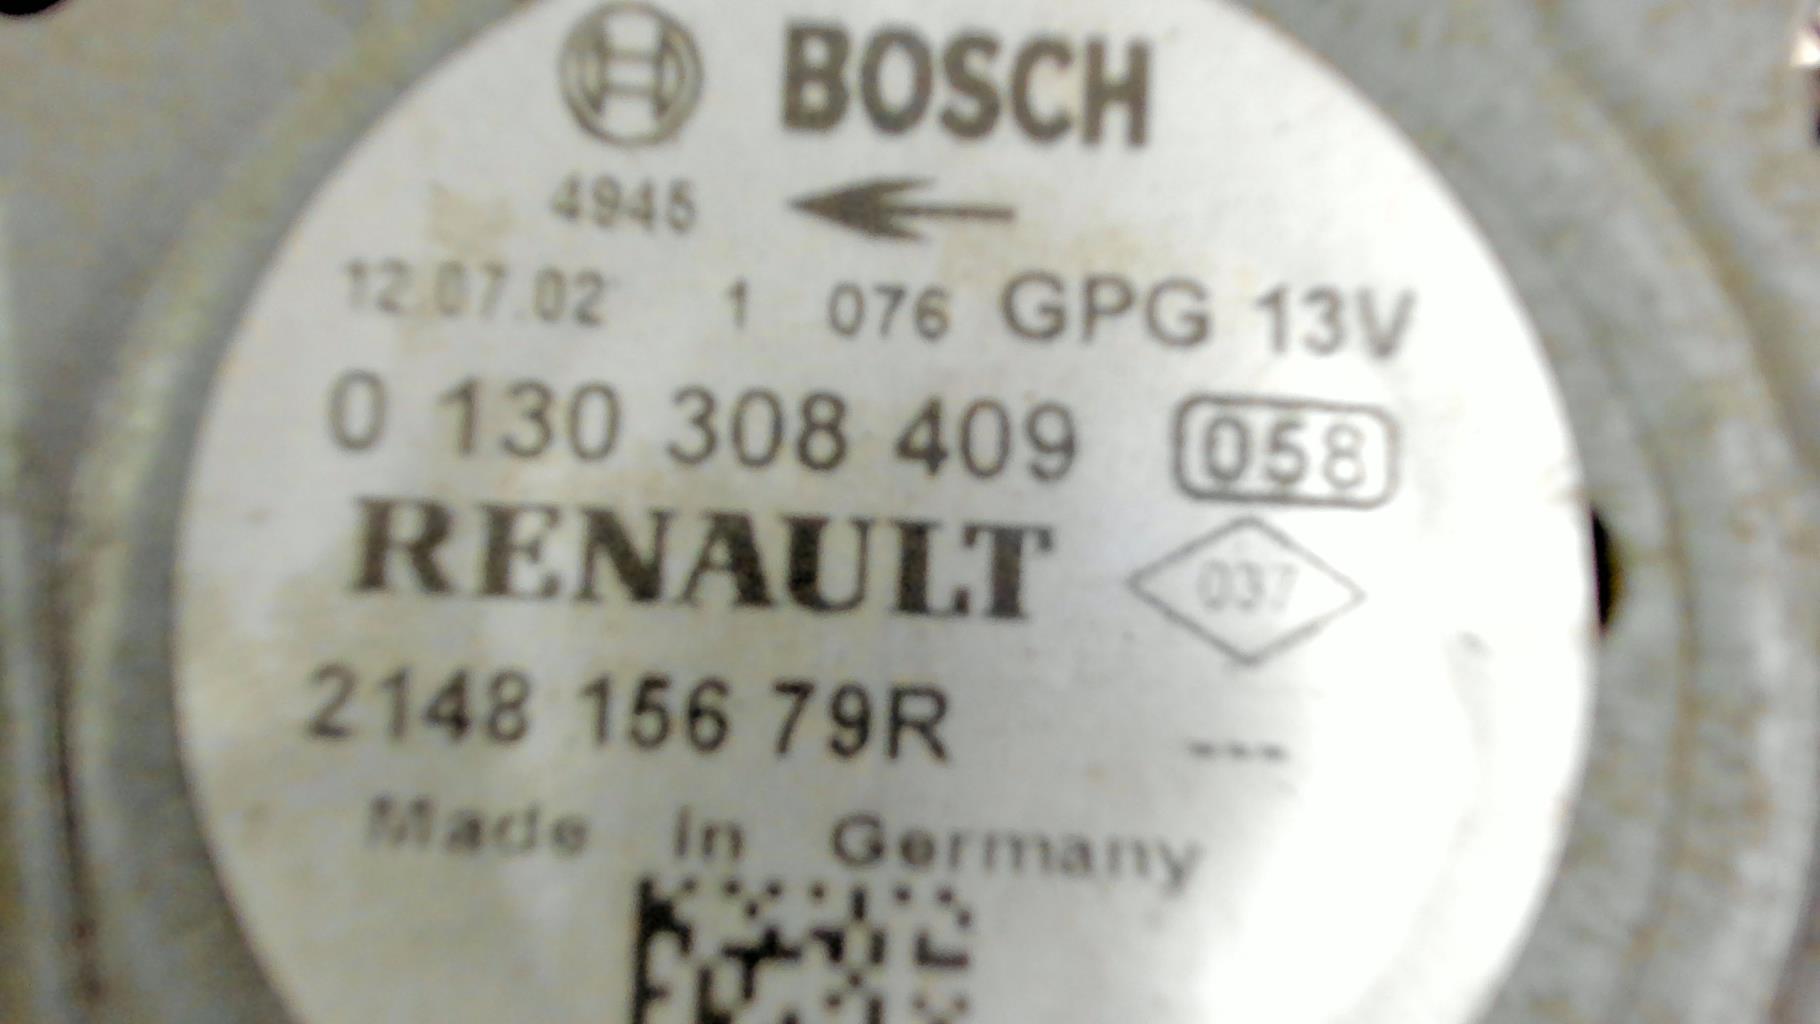 BOSCH
4945
12.07.02 1 076 GPG 13V
0 130 308 409 058
RENAULT 037
2148 156 79R ---
Made in Germany